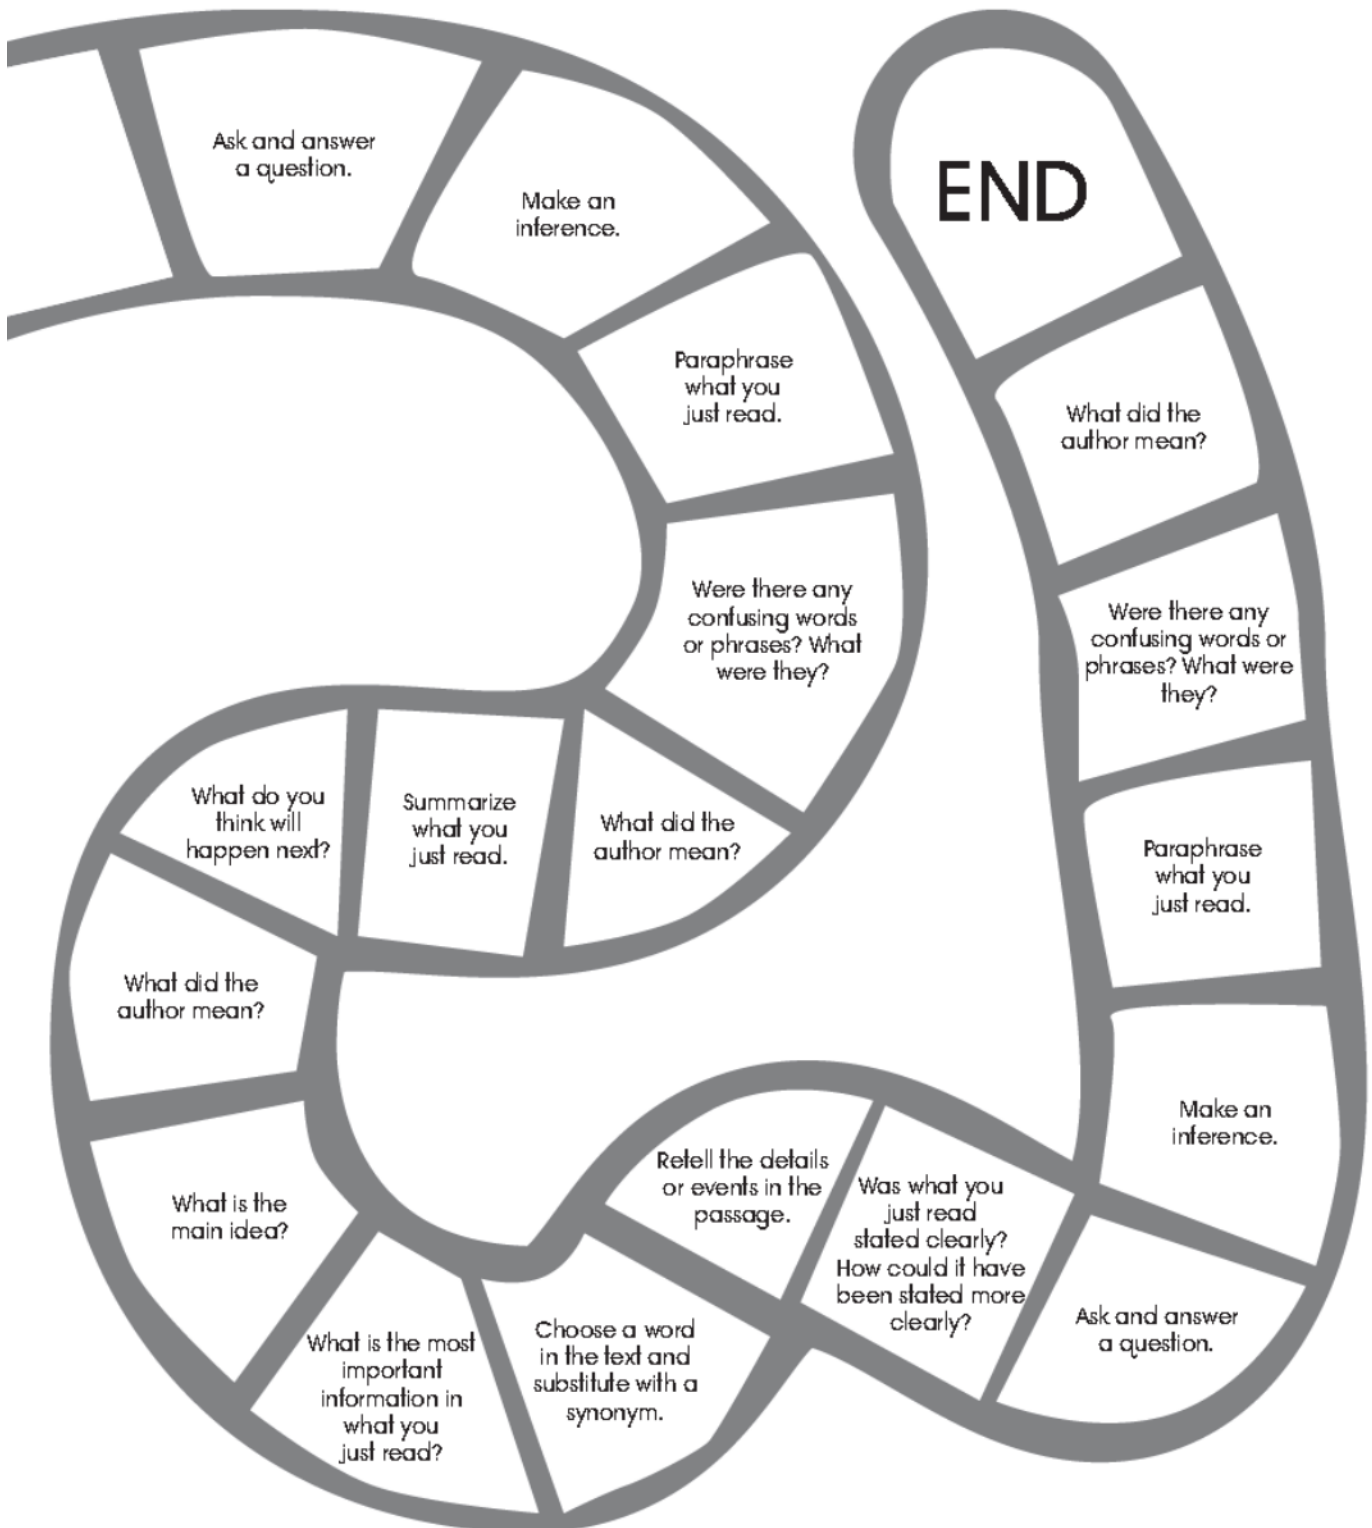 Ask and answer
a question.
Make an
inference.
Paraphrase
what you
just read.
Were there any
confusing words
or phrases? What
were they?
What did the
author mean?
Summarize
what you
just read.
What do you
think will
happen next?
What did the
author mean?
What is the
main idea?
What is the most
important
information in
what you
just read?
Choose a word
in the text and
substitute with a
synonym.
Retell the details
or events in the
passage.
Was what you
just read
stated clearly?
How could it have
been stated more
clearly?
Ask and answer
a question.
Make an
inference.
Paraphrase
what you
just read.
Were there any
confusing words or
phrases? What were
they?
What did the
author mean?
END